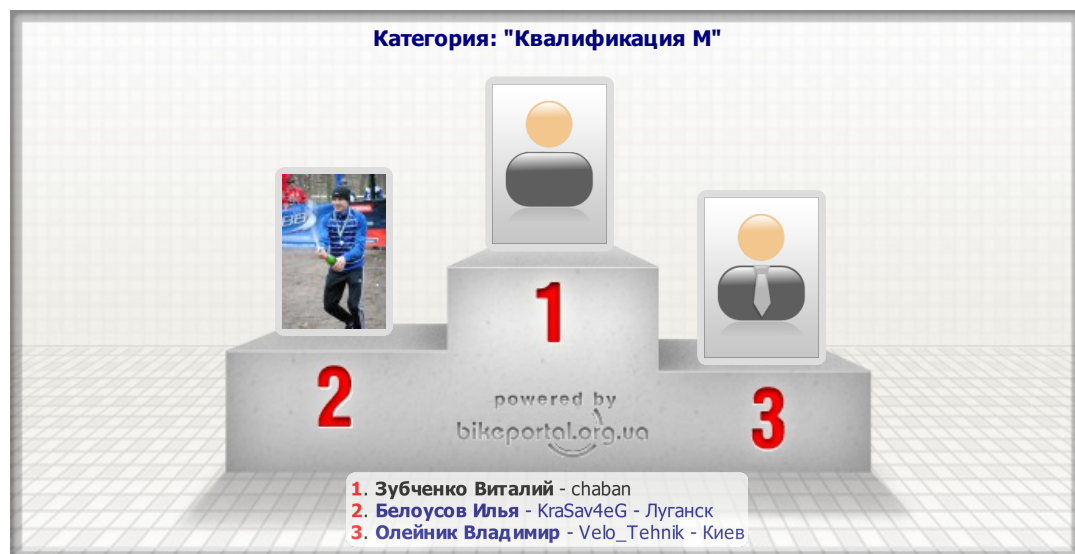 Категория: "Квалификация М"
1
2
3
powered by
bikeportal.org.ua
1. Зубченко Виталий - chaban
2. Белоусов Илья - KraSav4eG - Луганск
3. Олейник Владимир - Velo_Tehnik - Киев